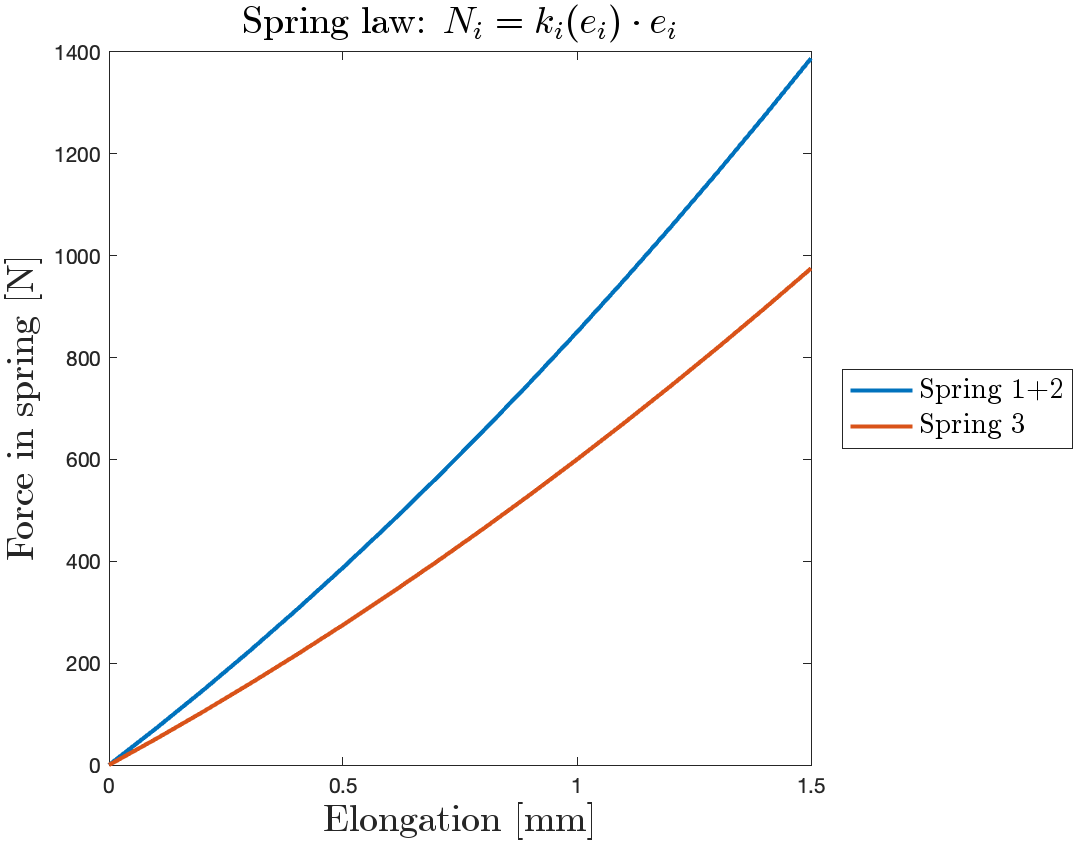 Spring law: $N_i = k_i(e_i) \cdot e_i$
1400
1200
1000
800
600
400
200
0
Force in spring [N]
0 0.5 1 1.5
Elongation [mm]
Spring 1+2
Spring 3